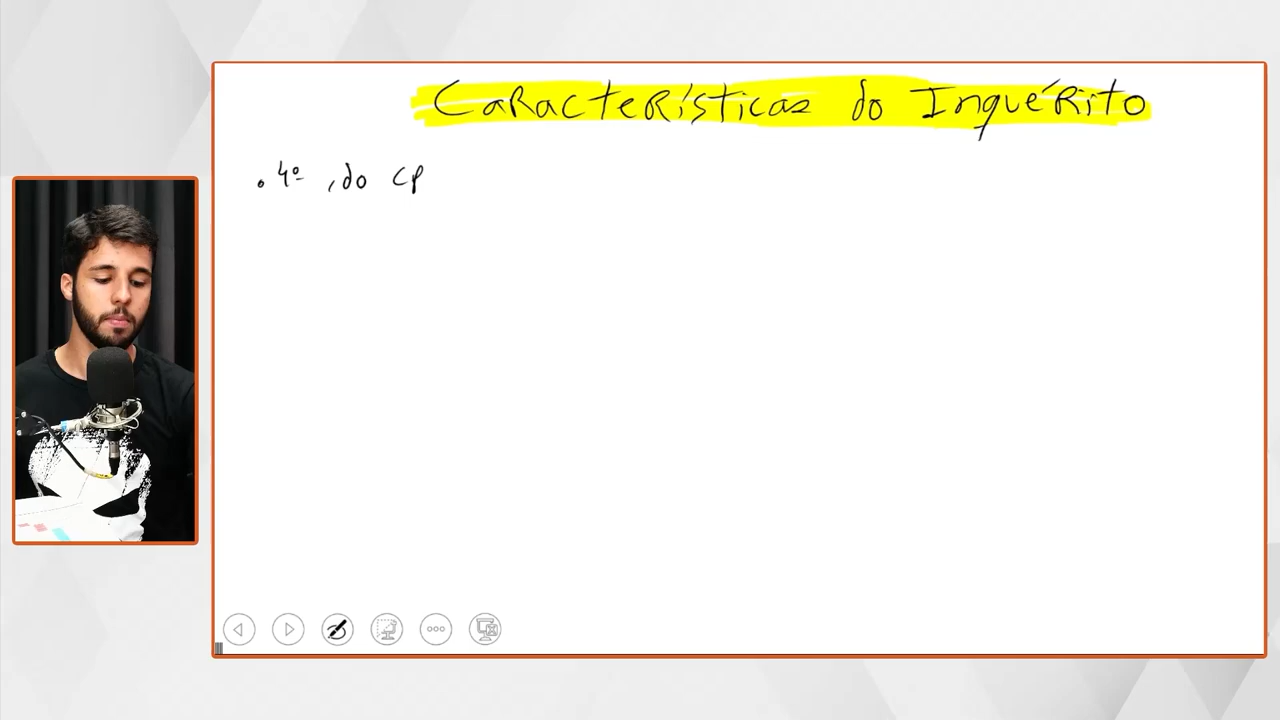 Características do Inquérito
. 4º , do CP